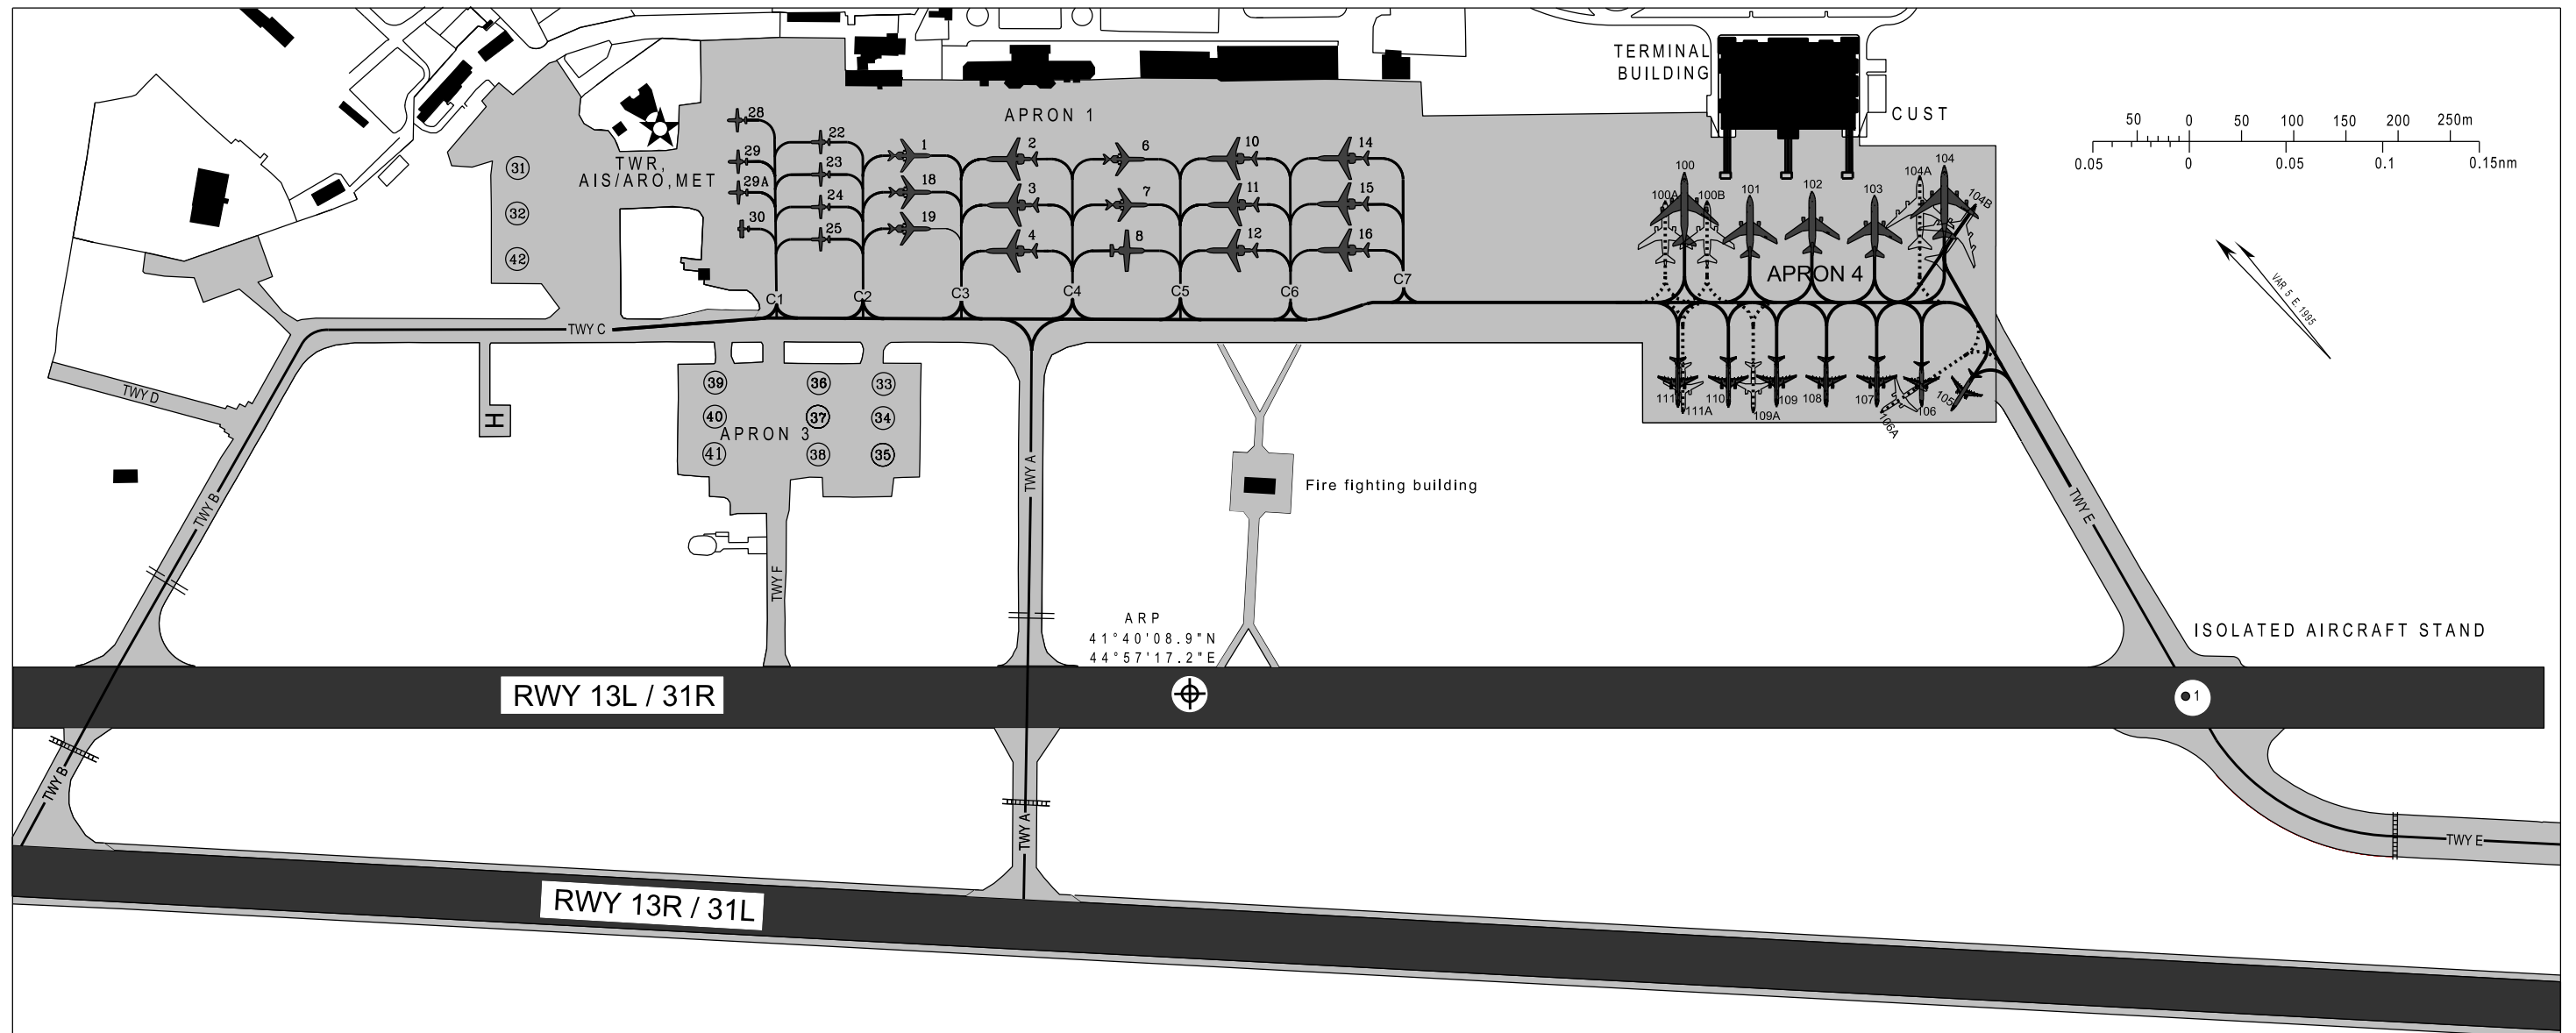 TERMINAL
BUILDING
CUST
50 0 50 100 150 200 250m
0.05 0 0.05 0.1 0.15nm
VAR 5 E 1995
APRON 1
TWR,
AIS/ARO,MET
31
32
42
28
29
29A
30
22
23
24
25
1
18
19
2
3
4
6
7
8
10
11
12
14
15
16
C1
C2
C3
C4
C5
C6
C7
100
100A
100B
101
102
103
104A
104
104B
APRON 4
111
111A
110
109A
109
108
107
106A
106
105
TWY C
TWY D
H
39
36
33
40
37
34
APRON 3
41
38
35
TWY B
TWY F
TWY A
Fire fighting building
TWY E
ARP
41°40'08.9"N
44°57'17.2"E
ISOLATED AIRCRAFT STAND
RWY 13L / 31R
1
TWY B
TWY A
TWY E
RWY 13R / 31L